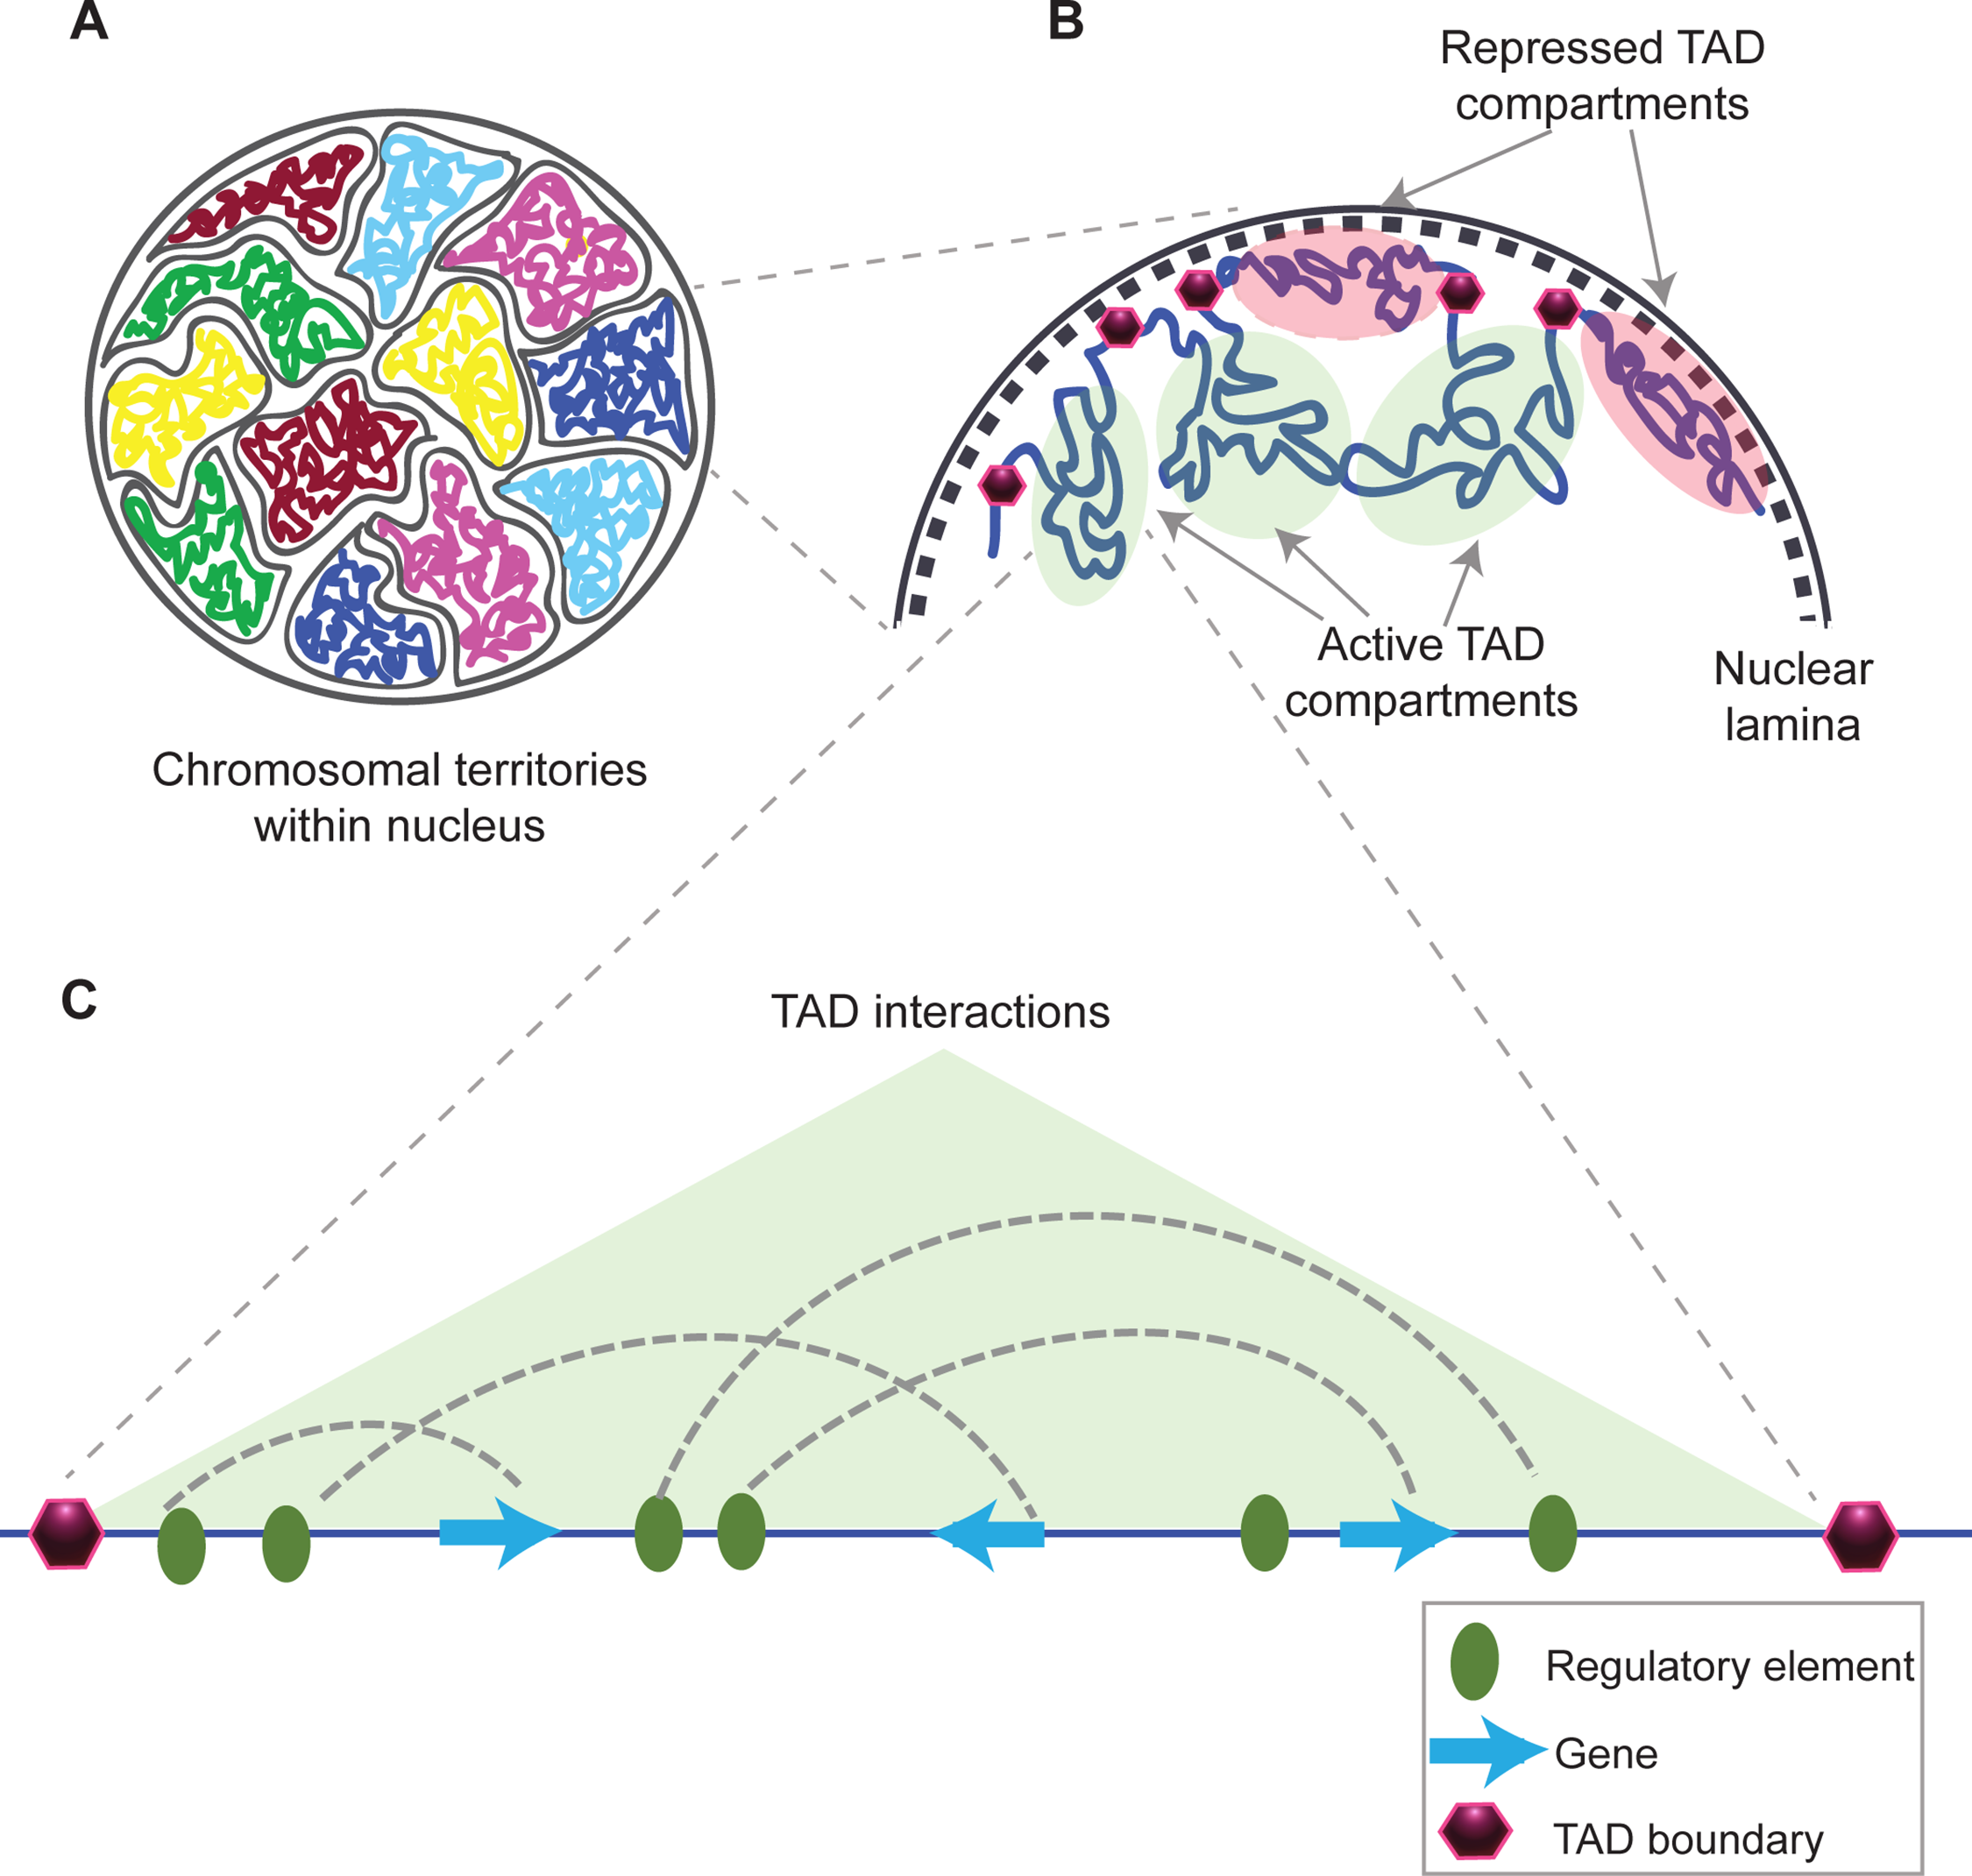 A
B
Repressed TAD
compartments
Active TAD
compartments
Nuclear
lamina
Chromosomal territories
within nucleus
C
TAD interactions
Regulatory element
Gene
TAD boundary